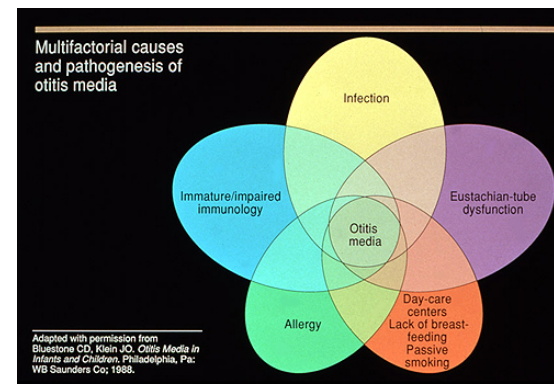 Multifactorial causes
and pathogenesis of
otitis media
Infection
Immature/impaired
immunology
Eustachian-tube
dysfunction
Otitis
media
Allergy
Day-care
centers
Lack of breast-
feeding
Passive
smoking
Adapted with permission from
Bluestone CD, Klein JO. Otitis Media in
Infants and Children. Philadelphia, Pa:
WB Saunders Co; 1988.